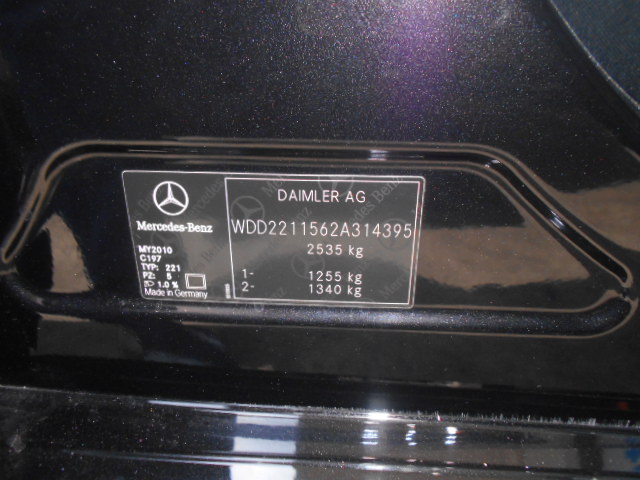 Mercedes-Benz
MY2010
C197
TYP: 221
PZ: 5
1.0 %
Made in Germany
DAIMLER AG
WDD2211562A314395
2535 kg
1- 1255 kg
2- 1340 kg